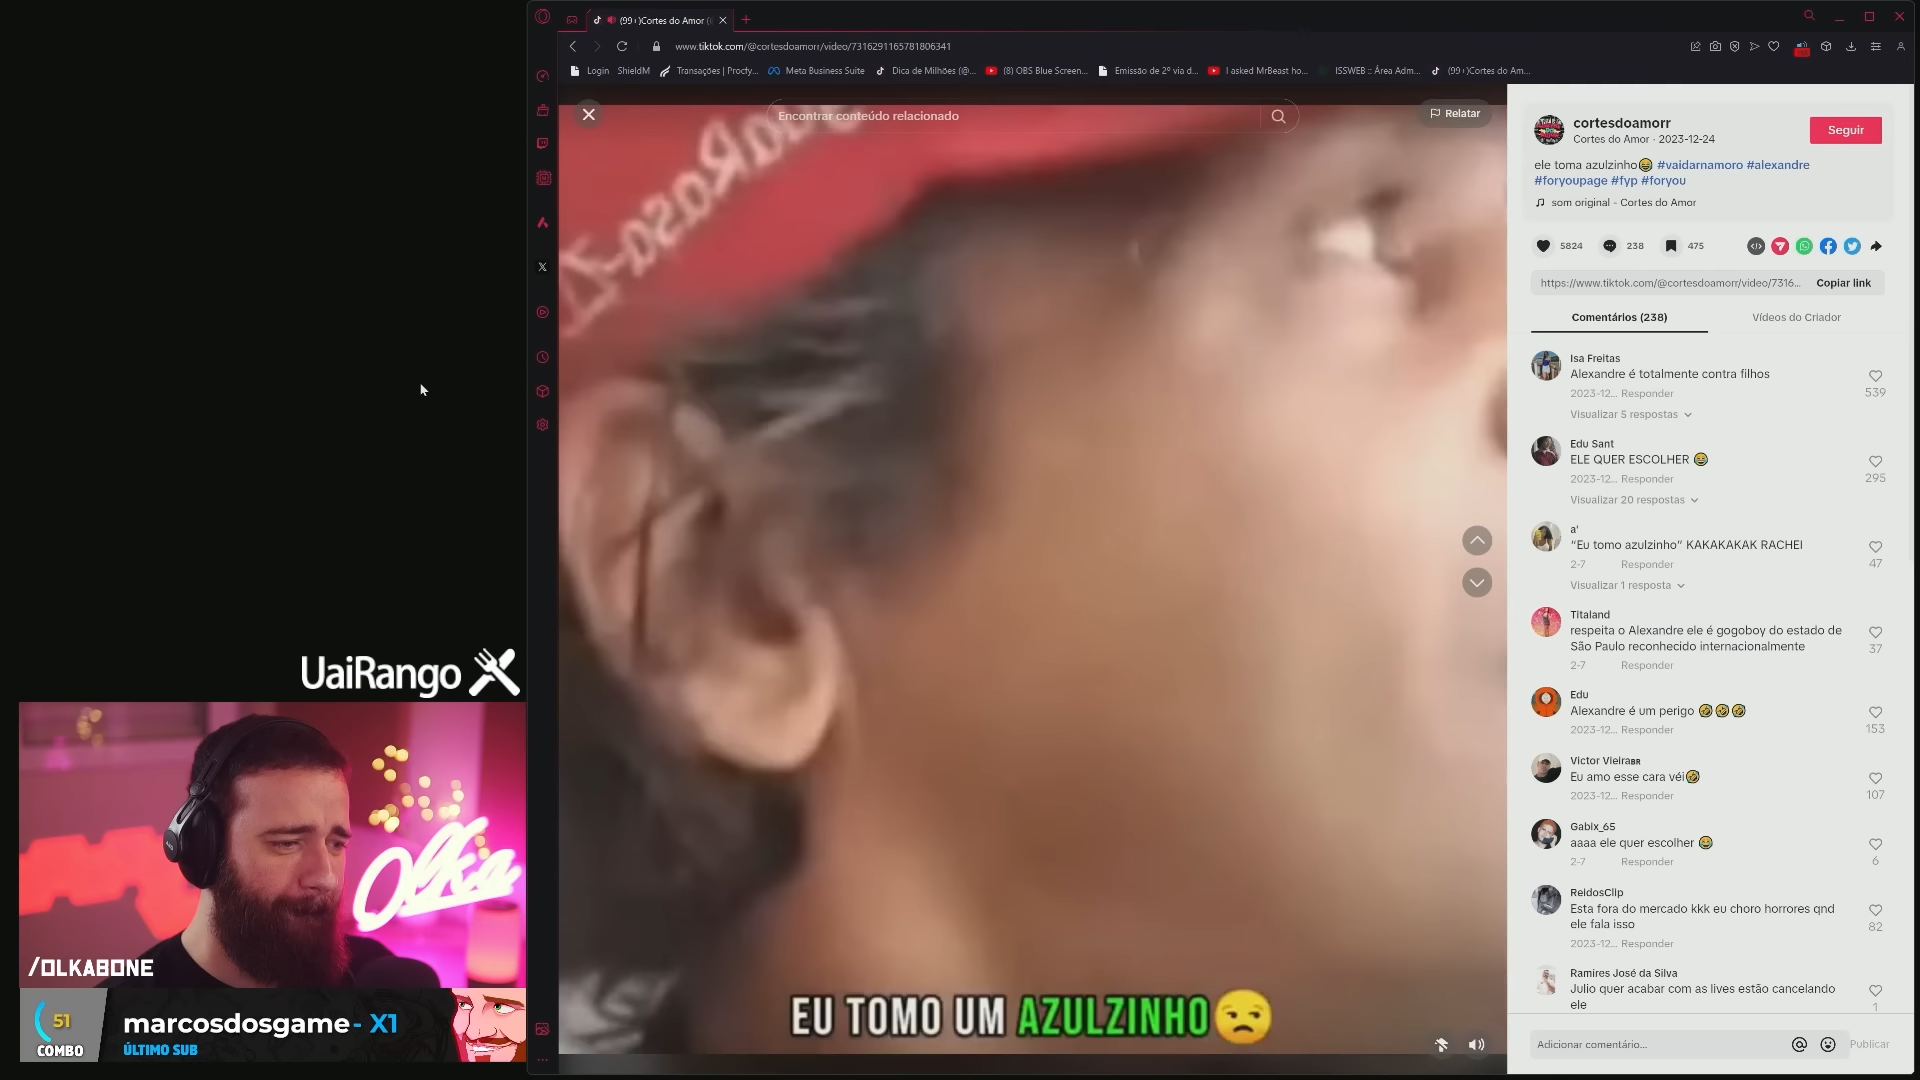 (99+)Cortes do Amor (
www.tiktok.com/@cortesdoamorr/video/7316291165781806341
Login
ShieldM
Transações | Procfy...
Meta Business Suite
Dica de Milhões (@...
(8) OBS Blue Screen...
Emissão de 2º via d...
I asked MrBeast ho...
ISSWEB :: Área Adm...
(99+)Cortes do Am...
Encontrar conteúdo relacionado
Relatar
EU TOMO UM AZULZINHO
cortesdoamorr
Cortes do Amor · 2023-12-24
Seguir
ele toma azulzinho😂 #vaidarnamoro #alexandre
#foryoupage #fyp #foryou
som original - Cortes do Amor
5824
238
475
https://www.tiktok.com/@cortesdoamorr/video/7316...
Copiar link
Comentários (238)
Vídeos do Criador
Isa Freitas
Alexandre é totalmente contra filhos
2023-12... Responder
539
Visualizar 5 respostas
Edu Sant
ELE QUER ESCOLHER 😂
2023-12... Responder
295
Visualizar 20 respostas
a'
“Eu tomo azulzinho” KAKAKAKAK RACHEI
2-7 Responder
47
Visualizar 1 resposta
Titaland
respeita o Alexandre ele é gogoboy do estado de
São Paulo reconhecido internacionalmente
2-7 Responder
37
Edu
Alexandre é um perigo 🤣🤣🤣
2023-12... Responder
153
Victor Vieiraʙʀ
Eu amo esse cara véi🤣
2023-12... Responder
107
Gabix_65
aaaa ele quer escolher 😂
2-7 Responder
6
ReidosClip
Esta fora do mercado kkk eu choro horrores qnd
ele fala isso
2023-12... Responder
82
Ramires José da Silva
Julio quer acabar com as lives estão cancelando
ele
1
Adicionar comentário...
Publicar
UaiRango
Olka
/OLKABONE
51
COMBO
marcosdosgame - X1
ÚLTIMO SUB